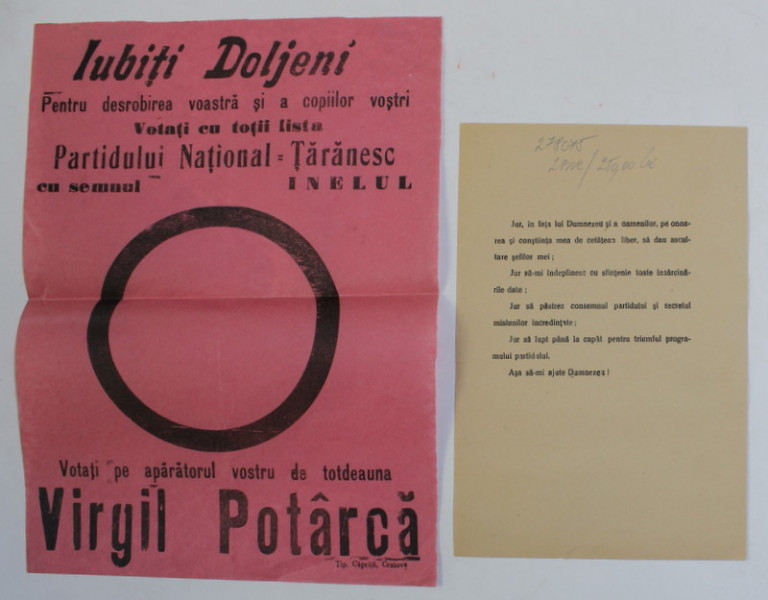 Iubiți Doljeni
Pentru desrobirea voastră și a copiilor voștri
Votați cu toții lista
Partidului Național = Țărănesc
cu semnul INELUL
Votați pe apărătorul vostru de totdeauna
Virgil Potârcă
Tip. Craiova
Jur, în fața lui Dumnezeu și a oamenilor, pe onoa-
rea și conștiința mea de cetățean liber, să dau ascul-
tare șefilor mei ;
Jur să-mi îndeplinesc cu sfințenie toate însărcină-
rile date ;
Jur să păstrez consemnul partidului și secretul
misiunilor încredințate ;
Jur să lupt până la capăt pentru triumful progra-
mului partidului.
Așa să-mi ajute Dumnezeu !